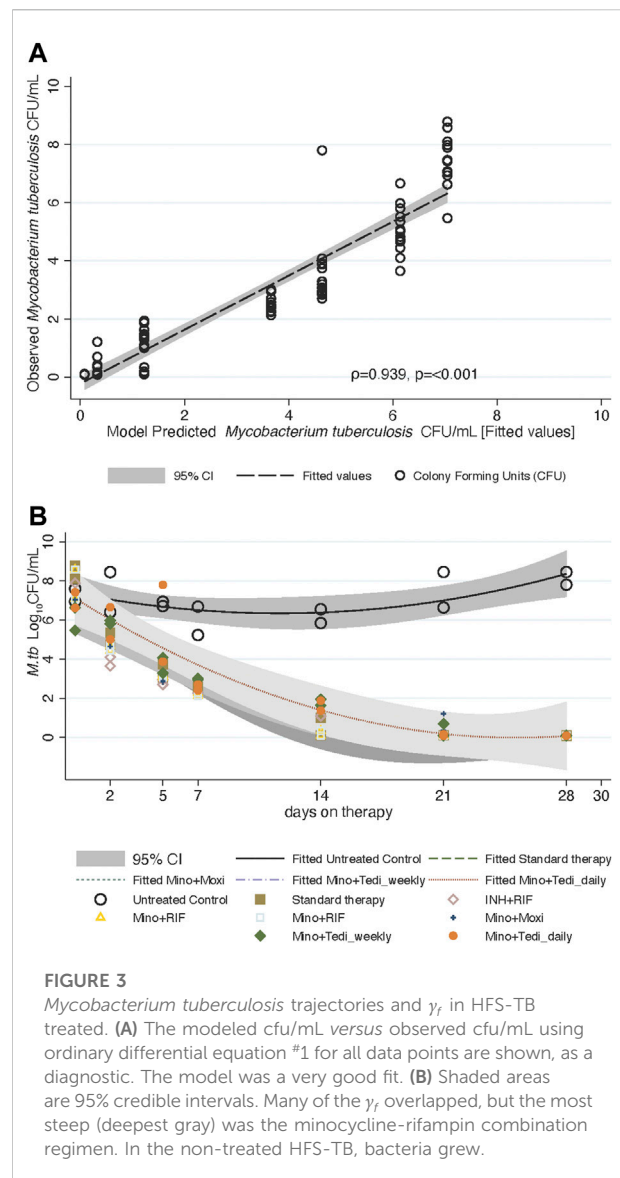 A
10
8
6
4
2
0
Observed Mycobacterium tuberculosis CFU/mL
ρ=0.939, p=<0.001
0 2 4 6 8 10
Model Predicted Mycobacterium tuberculosis CFU/mL [Fitted values]
95% CI Fitted values Colony Forming Units (CFU)
B
10
8
6
4
2
0
M.tb Log10CFU/mL
2 5 7 14 21 28 30
days on therapy
95% CI Fitted Untreated Control Fitted Standard therapy
Fitted Mino+Moxi Fitted Mino+Tedi_weekly Fitted Mino+Tedi_daily
Untreated Control Standard therapy INH+RIF
Mino+RIF Mino+RIF Mino+Moxi
Mino+Tedi_weekly Mino+Tedi_daily
FIGURE 3
Mycobacterium tuberculosis trajectories and γf in HFS-TB
treated. (A) The modeled cfu/mL versus observed cfu/mL using
ordinary differential equation #1 for all data points are shown, as a
diagnostic. The model was a very good fit. (B) Shaded areas
are 95% credible intervals. Many of the γf overlapped, but the most
steep (deepest gray) was the minocycline-rifampin combination
regimen. In the non-treated HFS-TB, bacteria grew.